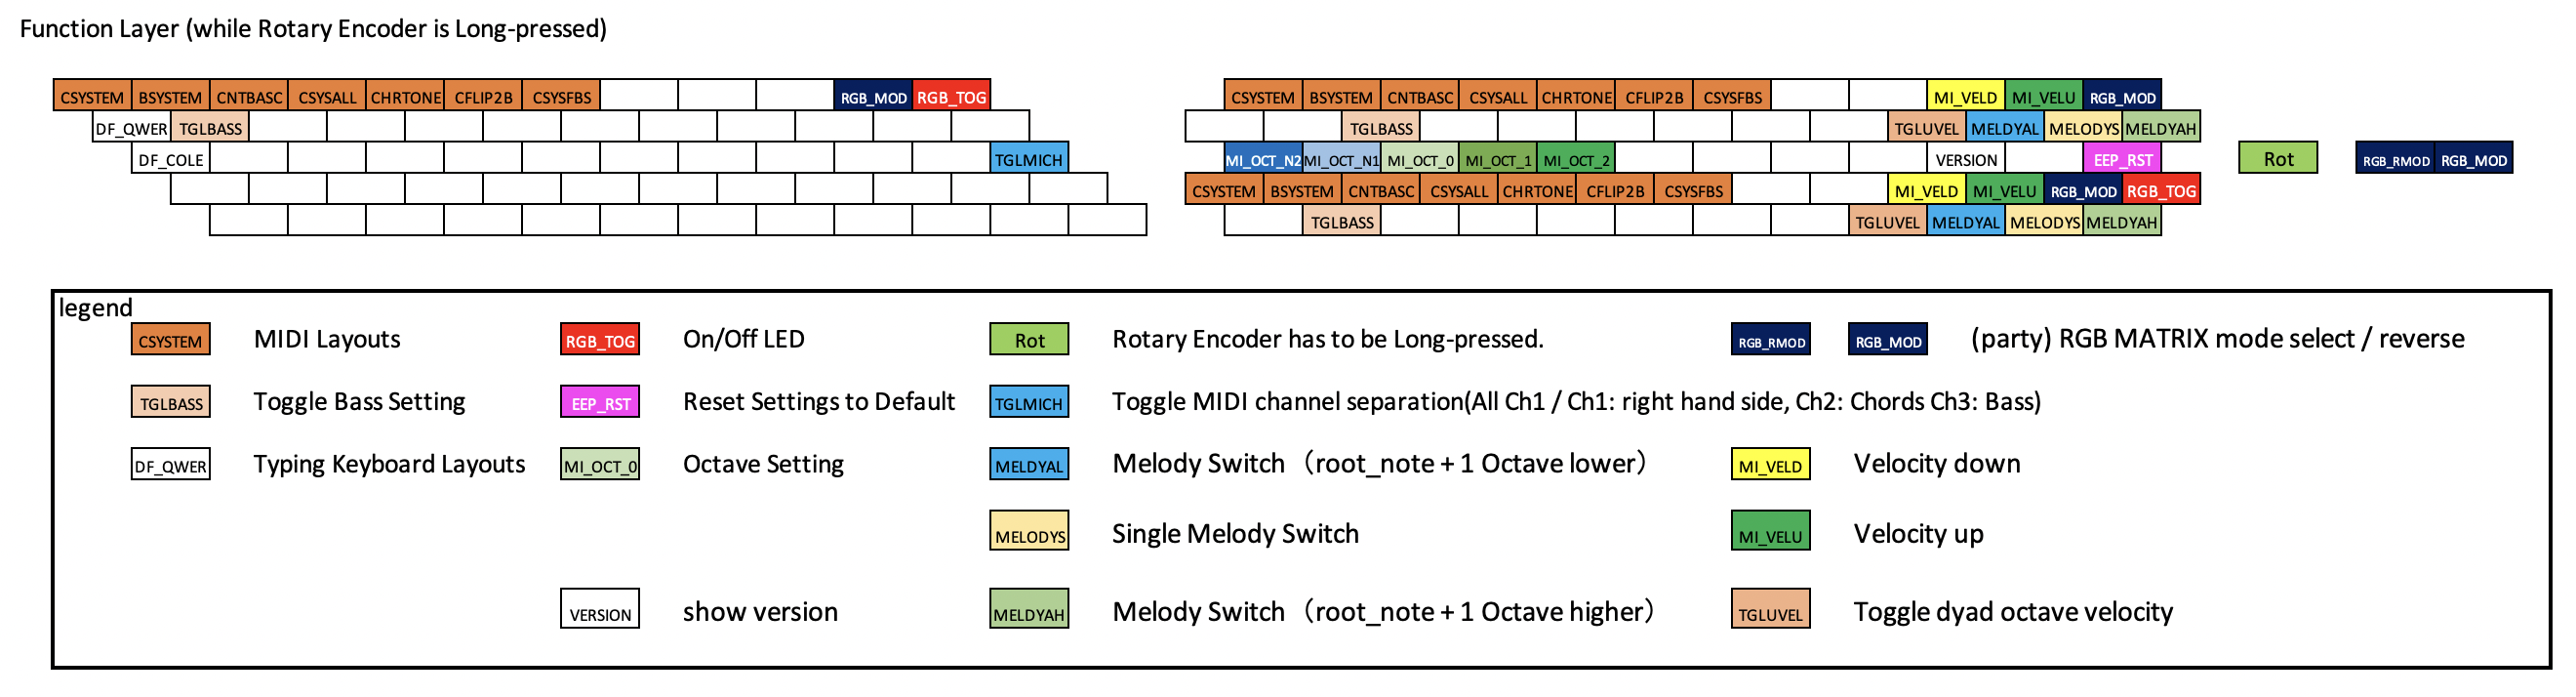 Function Layer (while Rotary Encoder is Long-pressed)
CSYSTEM BSYSTEM CNTBASC CSYSALL CHRTONE CFLIP2B CSYSFBS RGB_MOD RGB_TOG CSYSTEM BSYSTEM CNTBASC CSYSALL CHRTONE CFLIP2B CSYSFBS MI_VELD MI_VELU RGB_MOD
DF_QWER TGLBASS TGLBASS TGLUVEL MELDYAL MELODYS MELDYAH
DF_COLE TGLMICH MI_OCT_N2 MI_OCT_N1 MI_OCT_0 MI_OCT_1 MI_OCT_2 VERSION EEP_RST Rot RGB_RMOD RGB_MOD
CSYSTEM BSYSTEM CNTBASC CSYSALL CHRTONE CFLIP2B CSYSFBS MI_VELD MI_VELU RGB_MOD RGB_TOG
TGLBASS TGLUVEL MELDYAL MELODYS MELDYAH
legend
CSYSTEM MIDI Layouts RGB_TOG On/Off LED Rot Rotary Encoder has to be Long-pressed. RGB_RMOD RGB_MOD (party) RGB MATRIX mode select / reverse
TGLBASS Toggle Bass Setting EEP_RST Reset Settings to Default TGLMICH Toggle MIDI channel separation(All Ch1 / Ch1: right hand side, Ch2: Chords Ch3: Bass)
DF_QWER Typing Keyboard Layouts MI_OCT_0 Octave Setting MELDYAL Melody Switch（root_note + 1 Octave lower） MI_VELD Velocity down
MELODYS Single Melody Switch MI_VELU Velocity up
VERSION show version MELDYAH Melody Switch（root_note + 1 Octave higher） TGLUVEL Toggle dyad octave velocity